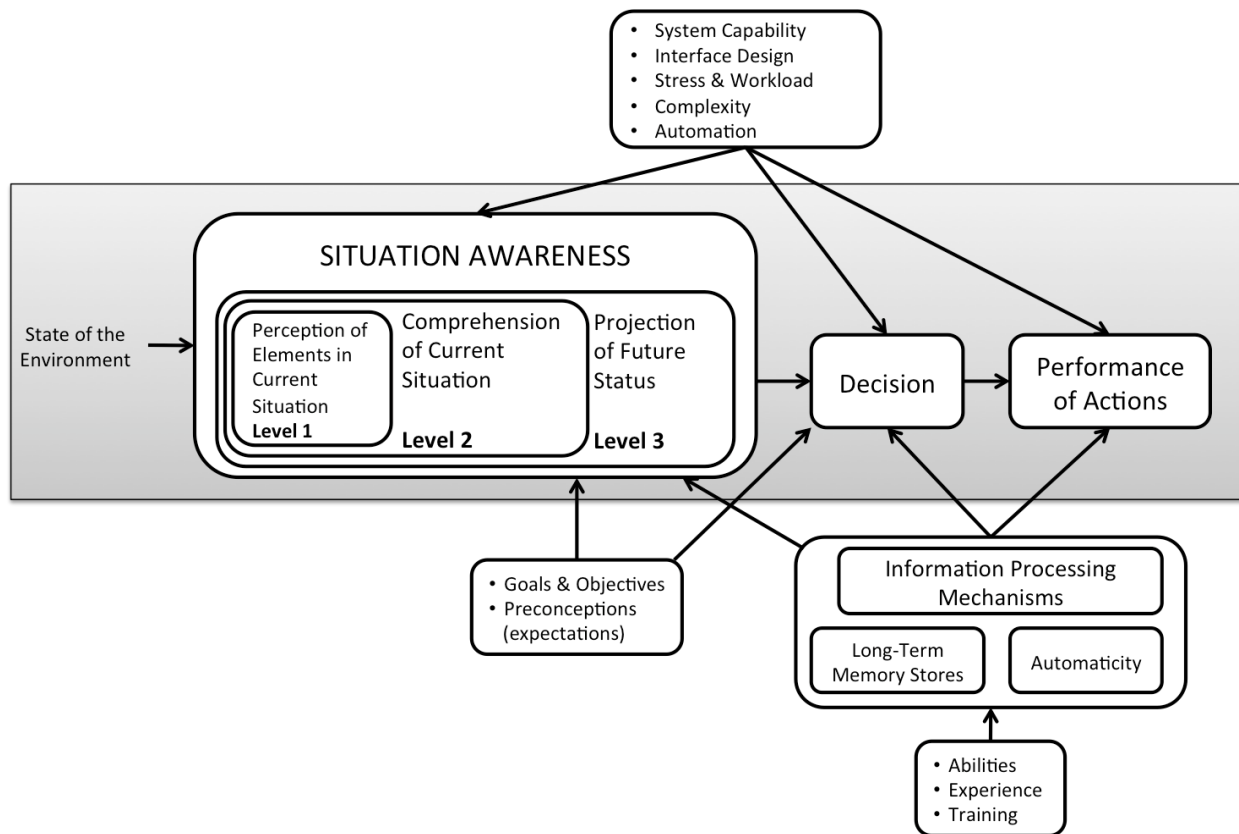 • System Capability
• Interface Design
• Stress & Workload
• Complexity
• Automation
SITUATION AWARENESS
State of the
Environment
Perception of
Elements in
Current
Situation
Level 1
Comprehension
of Current
Situation
Level 2
Projection
of Future
Status
Level 3
Decision
Performance
of Actions
• Goals & Objectives
• Preconceptions
(expectations)
Information Processing
Mechanisms
Long-Term
Memory Stores
Automaticity
• Abilities
• Experience
• Training